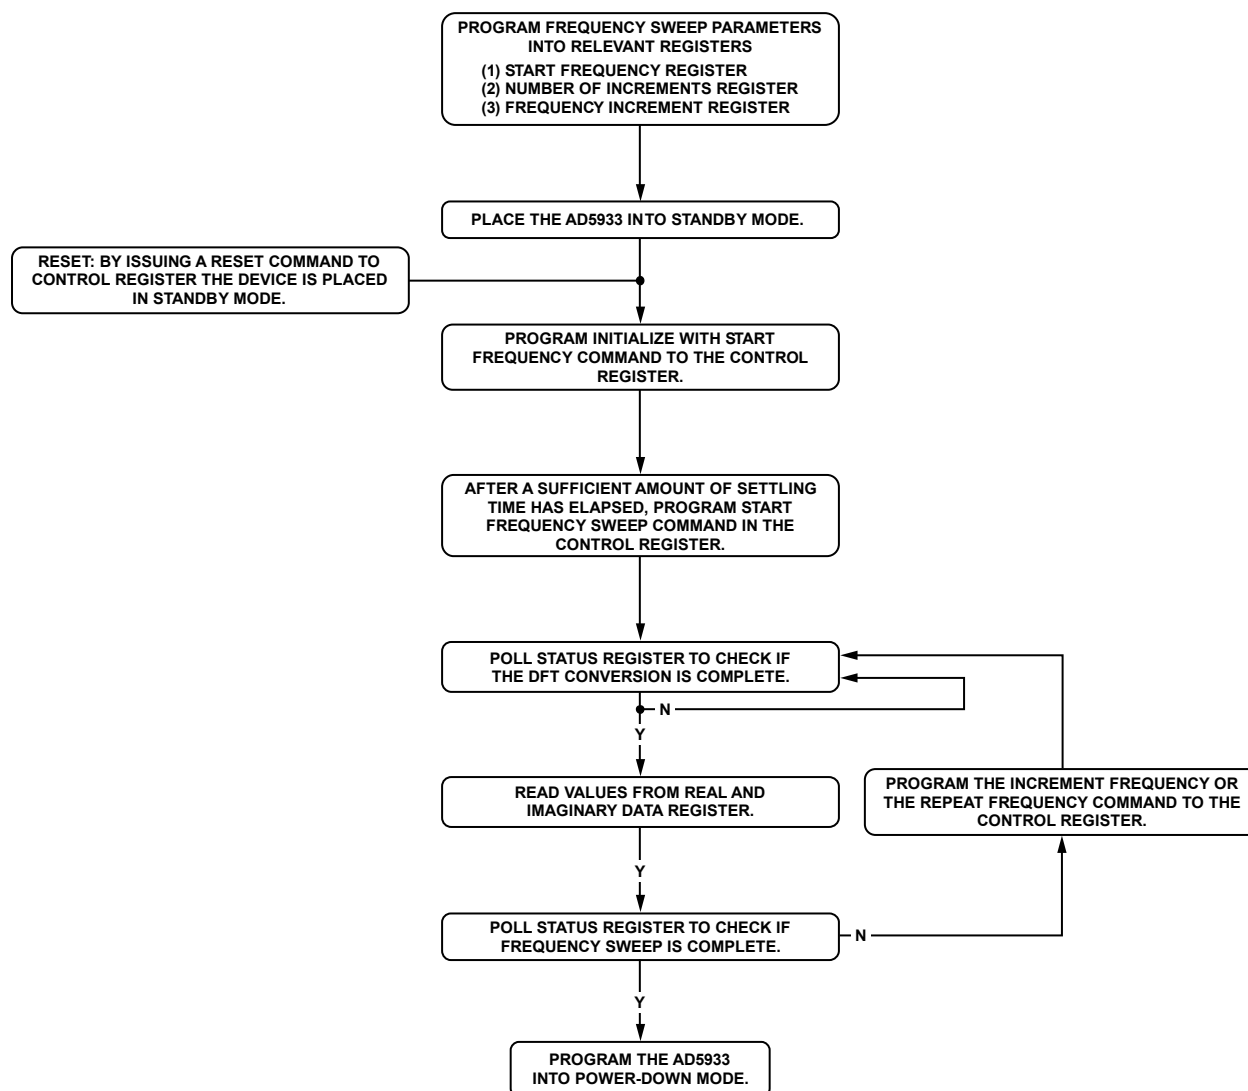 PROGRAM FREQUENCY SWEEP PARAMETERS
INTO RELEVANT REGISTERS
(1) START FREQUENCY REGISTER
(2) NUMBER OF INCREMENTS REGISTER
(3) FREQUENCY INCREMENT REGISTER
PLACE THE AD5933 INTO STANDBY MODE.
RESET: BY ISSUING A RESET COMMAND TO
CONTROL REGISTER THE DEVICE IS PLACED
IN STANDBY MODE.
PROGRAM INITIALIZE WITH START
FREQUENCY COMMAND TO THE CONTROL
REGISTER.
AFTER A SUFFICIENT AMOUNT OF SETTLING
TIME HAS ELAPSED, PROGRAM START
FREQUENCY SWEEP COMMAND IN THE
CONTROL REGISTER.
POLL STATUS REGISTER TO CHECK IF
THE DFT CONVERSION IS COMPLETE.
N
Y
READ VALUES FROM REAL AND
IMAGINARY DATA REGISTER.
PROGRAM THE INCREMENT FREQUENCY OR
THE REPEAT FREQUENCY COMMAND TO THE
CONTROL REGISTER.
Y
POLL STATUS REGISTER TO CHECK IF
FREQUENCY SWEEP IS COMPLETE.
N
Y
PROGRAM THE AD5933
INTO POWER-DOWN MODE.